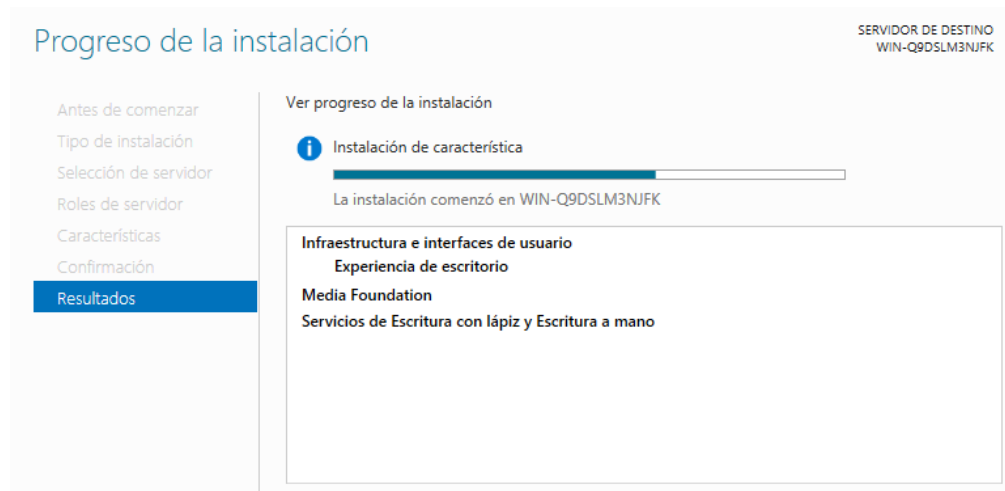 Progreso de la instalación
SERVIDOR DE DESTINO
WIN-Q9DSLM3NJFK
Antes de comenzar
Tipo de instalación
Selección de servidor
Roles de servidor
Características
Confirmación
Resultados
Ver progreso de la instalación
Instalación de característica
La instalación comenzó en WIN-Q9DSLM3NJFK
Infraestructura e interfaces de usuario
Experiencia de escritorio
Media Foundation
Servicios de Escritura con lápiz y Escritura a mano